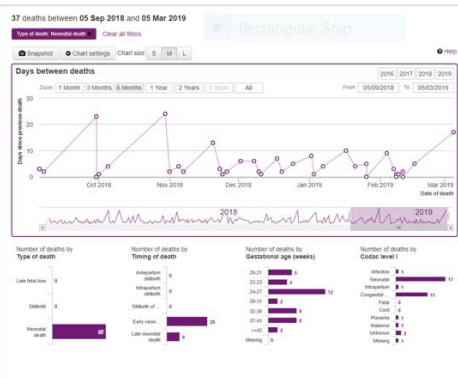 37 deaths between 05 Sep 2018 and 05 Mar 2019
Rectangular Snip
Type of death: Neonatal death
Clear all filters
Snapshot
Chart settings
Chart size S M L
Help
Days between deaths
2016 2017 2018 2019
Zoom 1 Month 3 Months 6 Months 1 Year 2 Years 3 Years All
From 05/09/2018 To 05/03/2019
Days since previous death
30
20
10
0
Oct 2018 Nov 2018 Dec 2018 Jan 2019 Feb 2019 Mar 2019
Date of death
2018 2019
Number of deaths by
Type of death
Late fetal loss 0
Stillbirth 0
Neonatal death
Number of deaths by
Timing of death
Antepartum stillbirth 0
Intrapartum stillbirth 0
Stillbirth of ... 0
Early neon...
Late neonatal death 9
Number of deaths by
Gestational age (weeks)
20-21 5
22-23 4
24-27 12
28-31 2
32-36 6
37-41 6
>=42 2
Missing 0
Number of deaths by
Codac level I
Infection 1
Neonatal 17
Intrapartum 1
Congenital ... 11
Fetal 0
Cord 0
Placenta 1
Maternal 1
Unknown 2
Missing 1